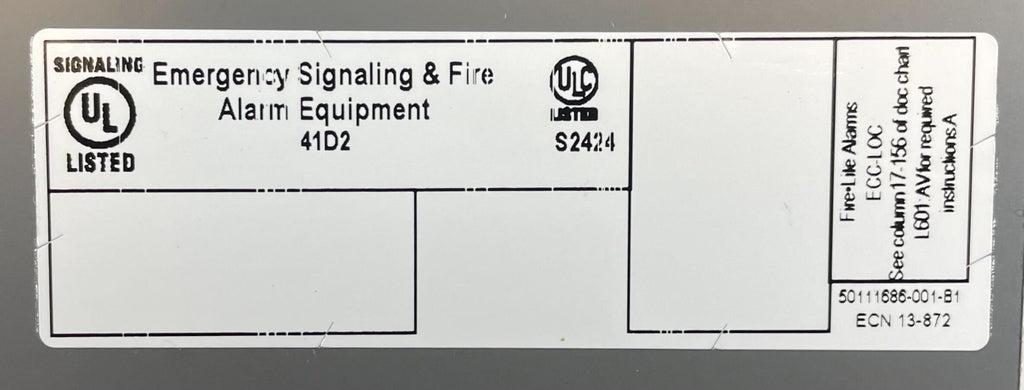 SIGNALING
UL
LISTED
Emergency Signaling & Fire
Alarm Equipment
41D2
ULC
LISTED
S2424
Fire•Lite Alarms
ECC-LOC
See column 17-156 of doc chart
L601:AV for required
instructions A
50111686-001-B1
ECN 13-872